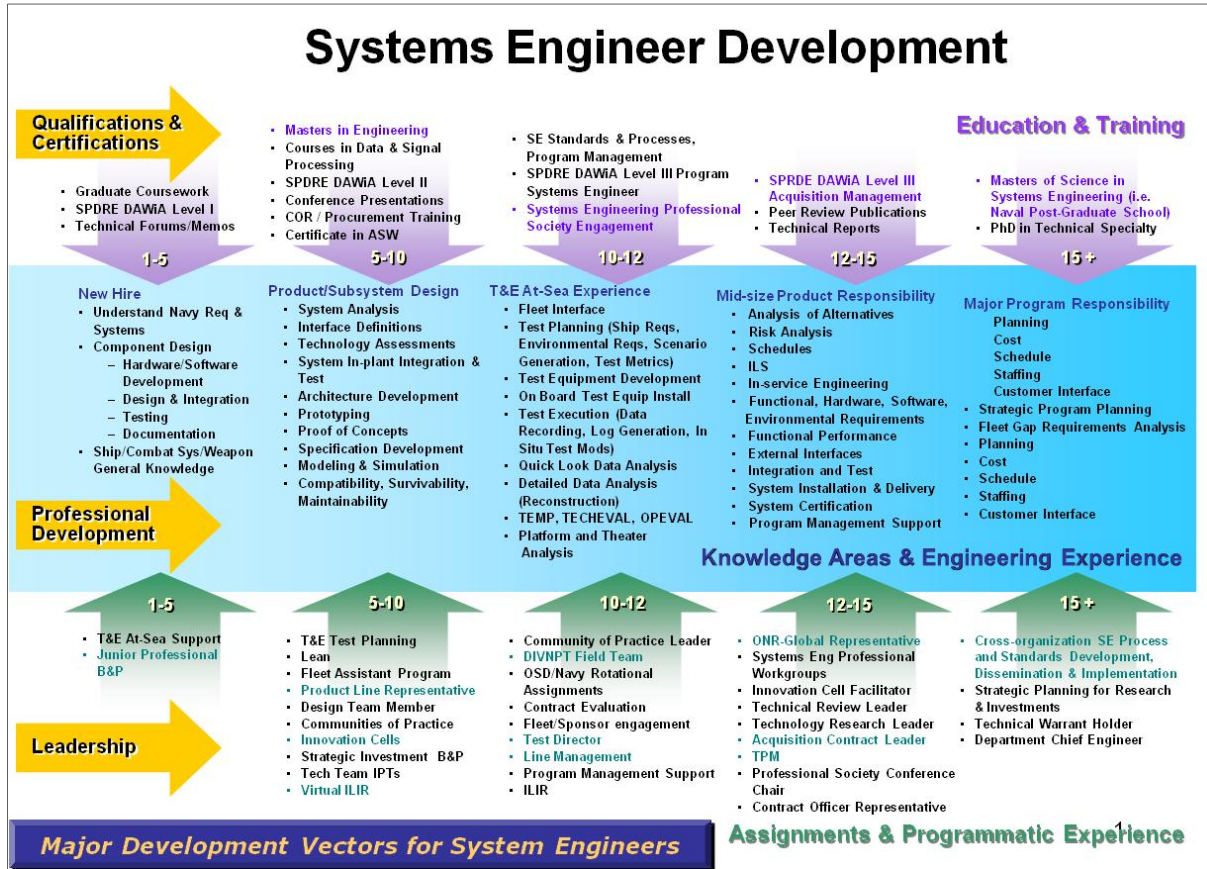 Systems Engineer Development
Qualifications &
Certifications
Education & Training
▪ Graduate Coursework
▪ SPDRE DAWiA Level I
▪ Technical Forums/Memos
1-5
▪ Masters in Engineering
▪ Courses in Data & Signal
Processing
▪ SPDRE DAWiA Level II
▪ Conference Presentations
▪ COR / Procurement Training
▪ Certificate in ASW
5-10
▪ SE Standards & Processes,
Program Management
▪ SPDRE DAWiA Level III Program
Systems Engineer
▪ Systems Engineering Professional
Society Engagement
10-12
▪ SPRDE DAWiA Level III
Acquisition Management
▪ Peer Review Publications
▪ Technical Reports
12-15
▪ Masters of Science in
Systems Engineering (i.e.
Naval Post-Graduate School)
▪ PhD in Technical Specialty
15 +
New Hire
▪ Understand Navy Req &
Systems
▪ Component Design
– Hardware/Software
Development
– Design & Integration
– Testing
– Documentation
▪ Ship/Combat Sys/Weapon
General Knowledge
Product/Subsystem Design
▪ System Analysis
▪ Interface Definitions
▪ Technology Assessments
▪ System In-plant Integration &
Test
▪ Architecture Development
▪ Prototyping
▪ Proof of Concepts
▪ Specification Development
▪ Modeling & Simulation
▪ Compatibility, Survivability,
Maintainability
T&E At-Sea Experience
▪ Fleet Interface
▪ Test Planning (Ship Reqs,
Environmental Reqs, Scenario
Generation, Test Metrics)
▪ Test Equipment Development
▪ On Board Test Equip Install
▪ Test Execution (Data
Recording, Log Generation, In
Situ Test Mods)
▪ Quick Look Data Analysis
▪ Detailed Data Analysis
(Reconstruction)
▪ TEMP, TECHEVAL, OPEVAL
▪ Platform and Theater
Analysis
Mid-size Product Responsibility
▪ Analysis of Alternatives
▪ Risk Analysis
▪ Schedules
▪ ILS
▪ In-service Engineering
▪ Functional, Hardware, Software,
Environmental Requirements
▪ Functional Performance
▪ External Interfaces
▪ Integration and Test
▪ System Installation & Delivery
▪ System Certification
▪ Program Management Support
Major Program Responsibility
Planning
Cost
Schedule
Staffing
Customer Interface
▪ Strategic Program Planning
▪ Fleet Gap Requirements Analysis
▪ Planning
▪ Cost
▪ Schedule
▪ Staffing
▪ Customer Interface
Professional
Development
Knowledge Areas & Engineering Experience
1-5
▪ T&E At-Sea Support
▪ Junior Professional
B&P
5-10
▪ T&E Test Planning
▪ Lean
▪ Fleet Assistant Program
▪ Product Line Representative
▪ Design Team Member
▪ Communities of Practice
▪ Innovation Cells
▪ Strategic Investment B&P
▪ Tech Team IPTs
▪ Virtual ILIR
10-12
▪ Community of Practice Leader
▪ DIVNPT Field Team
▪ OSD/Navy Rotational
Assignments
▪ Contract Evaluation
▪ Fleet/Sponsor engagement
▪ Test Director
▪ Line Management
▪ Program Management Support
▪ ILIR
12-15
▪ ONR-Global Representative
▪ Systems Eng Professional
Workgroups
▪ Innovation Cell Facilitator
▪ Technical Review Leader
▪ Technology Research Leader
▪ Acquisition Contract Leader
▪ TPM
▪ Professional Society Conference
Chair
▪ Contract Officer Representative
15 +
▪ Cross-organization SE Process
and Standards Development,
Dissemination & Implementation
▪ Strategic Planning for Research
& Investments
▪ Technical Warrant Holder
▪ Department Chief Engineer
Leadership
Major Development Vectors for System Engineers
Assignments & Programmatic Experience
1